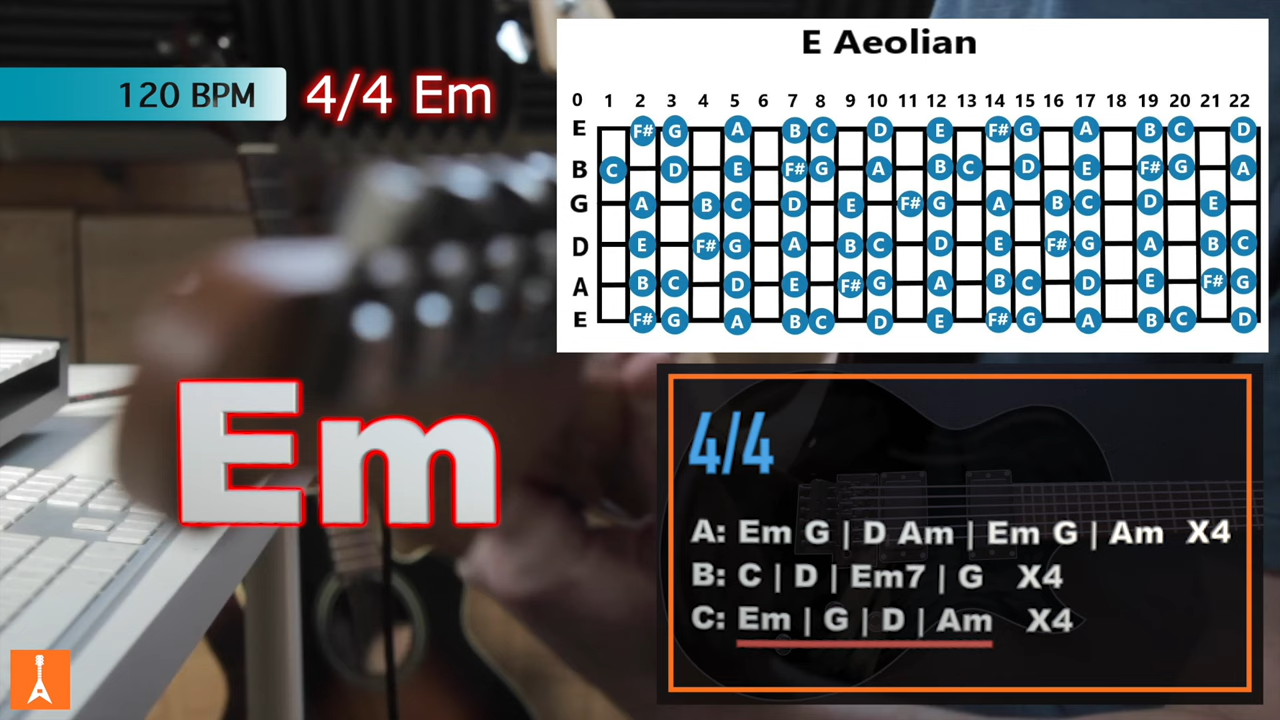 120 BPM 4/4 Em
E Aeolian
0 1 2 3 4 5 6 7 8 9 10 11 12 13 14 15 16 17 18 19 20 21 22
E F# G A B C D E F# G A B C D
B C D E F# G A B C D E F# G A
G A B C D E F# G A B C D E
D E F# G A B C D E F# G A B C
A B C D E F# G A B C D E F# G
E F# G A B C D E F# G A B C D
Em
4/4
A: Em G | D Am | Em G | Am X4
B: C | D | Em7 | G X4
C: Em | G | D | Am X4